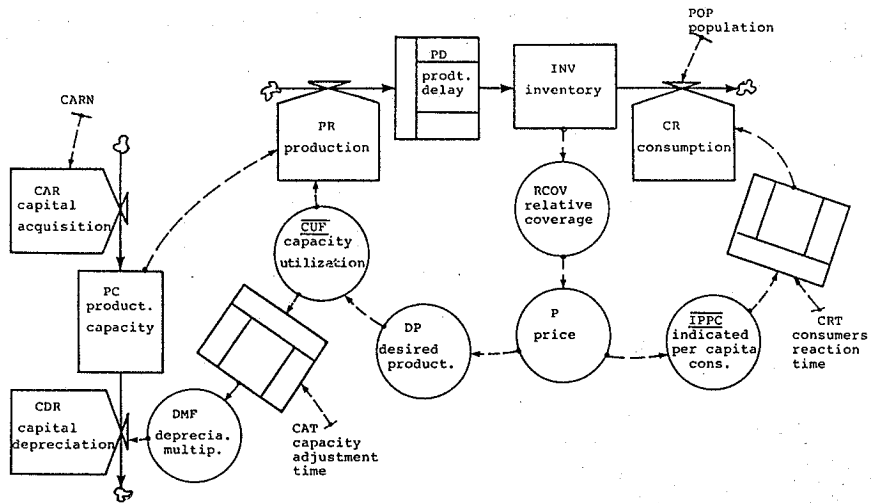 POP
population
CARN
PD
prodt.
delay
INV
inventory
PR
production
CR
consumption
CAR
capital
acquisition
RCOV
relative
coverage
CUF
capacity
utilization
PC
product.
capacity
DP
desired
product.
P
price
IPPC
indicated
per capita
cons.
CRT
consumers
reaction
time
CDR
capital
depreciation
DMF
deprecia.
multip.
CAT
capacity
adjustment
time